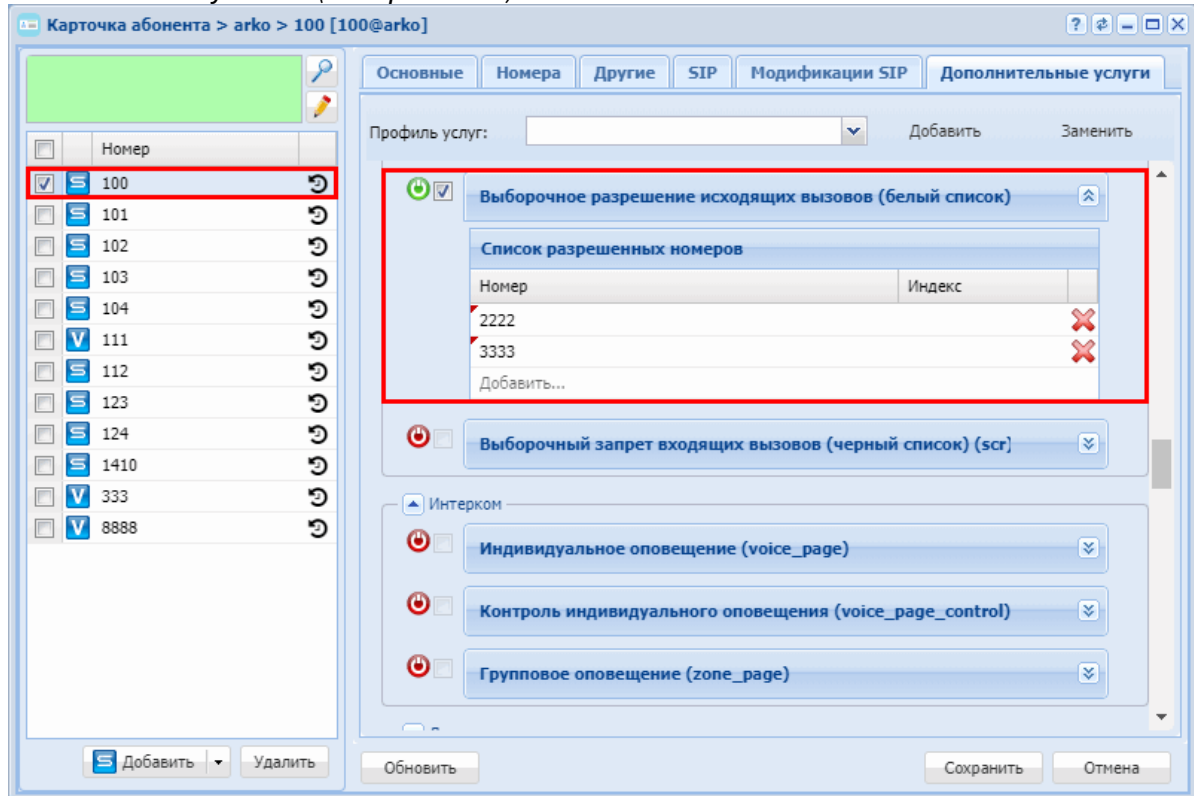 Карточка абонента > arko > 100 [100@arko]
Основные Номера Другие SIP Модификации SIP Дополнительные услуги
Профиль услуг: Добавить Заменить
Номер
100
101
102
103
104
111
112
123
124
1410
333
8888
Добавить Удалить
Выборочное разрешение исходящих вызовов (белый список)
Список разрешенных номеров
Номер Индекс
2222
3333
Добавить...
Выборочный запрет входящих вызовов (черный список) (scr)
Интерком
Индивидуальное оповещение (voice_page)
Контроль индивидуального оповещения (voice_page_control)
Групповое оповещение (zone_page)
Обновить Сохранить Отмена